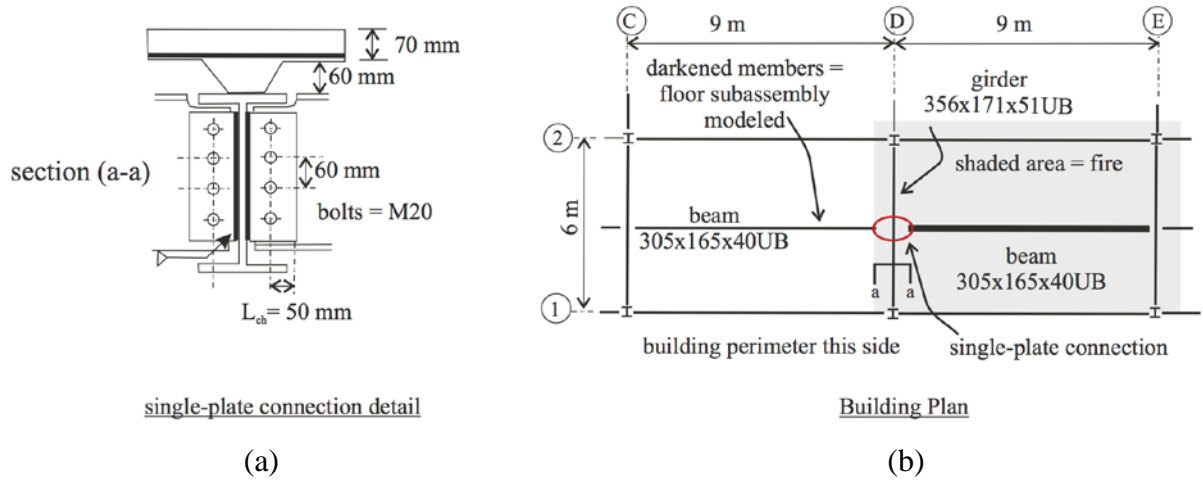 70 mm
60 mm
section (a-a)
60 mm
bolts = M20
L_ch = 50 mm
single-plate connection detail
(a)
C
D
E
9 m
9 m
darkened members =
floor subassembly
modeled
girder
356x171x51UB
2
shaded area = fire
6 m
beam
305x165x40UB
beam
305x165x40UB
a
a
1
building perimeter this side
single-plate connection
Building Plan
(b)